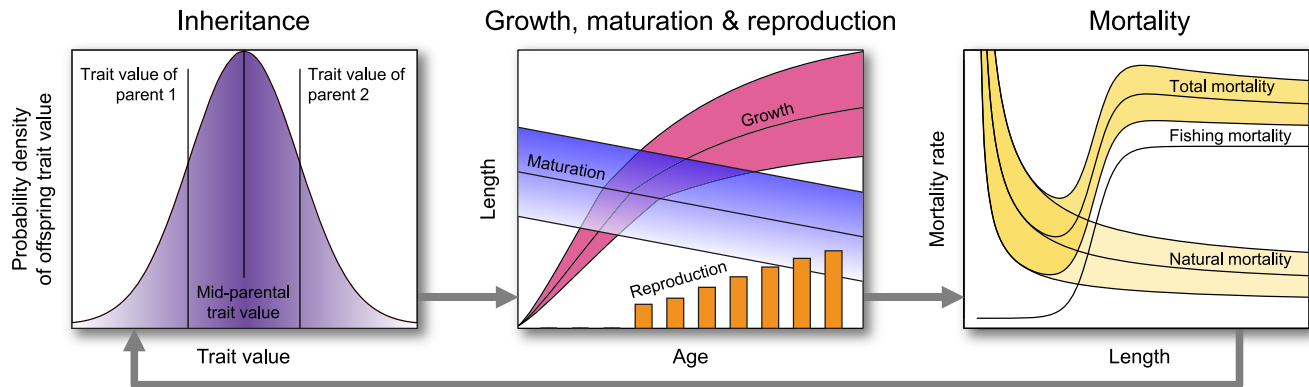 Inheritance
Probability density
of offspring trait value
Trait value of
parent 1
Trait value of
parent 2
Mid-parental
trait value
Trait value
Growth, maturation & reproduction
Length
Growth
Maturation
Reproduction
Age
Mortality
Mortality rate
Total mortality
Fishing mortality
Natural mortality
Length